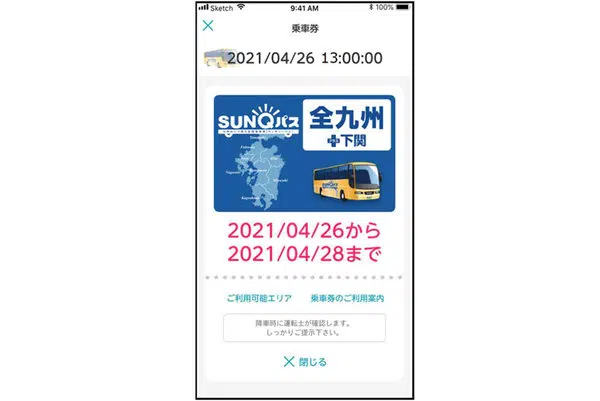 Sketch
9:41 AM
100%
乗車券
2021/04/26 13:00:00
SUNQパス
全九州
+下関
2021/04/26から
2021/04/28まで
ご利用可能エリア
乗車券のご利用案内
降車時に運転士が確認します。
しっかりご提示下さい。
閉じる